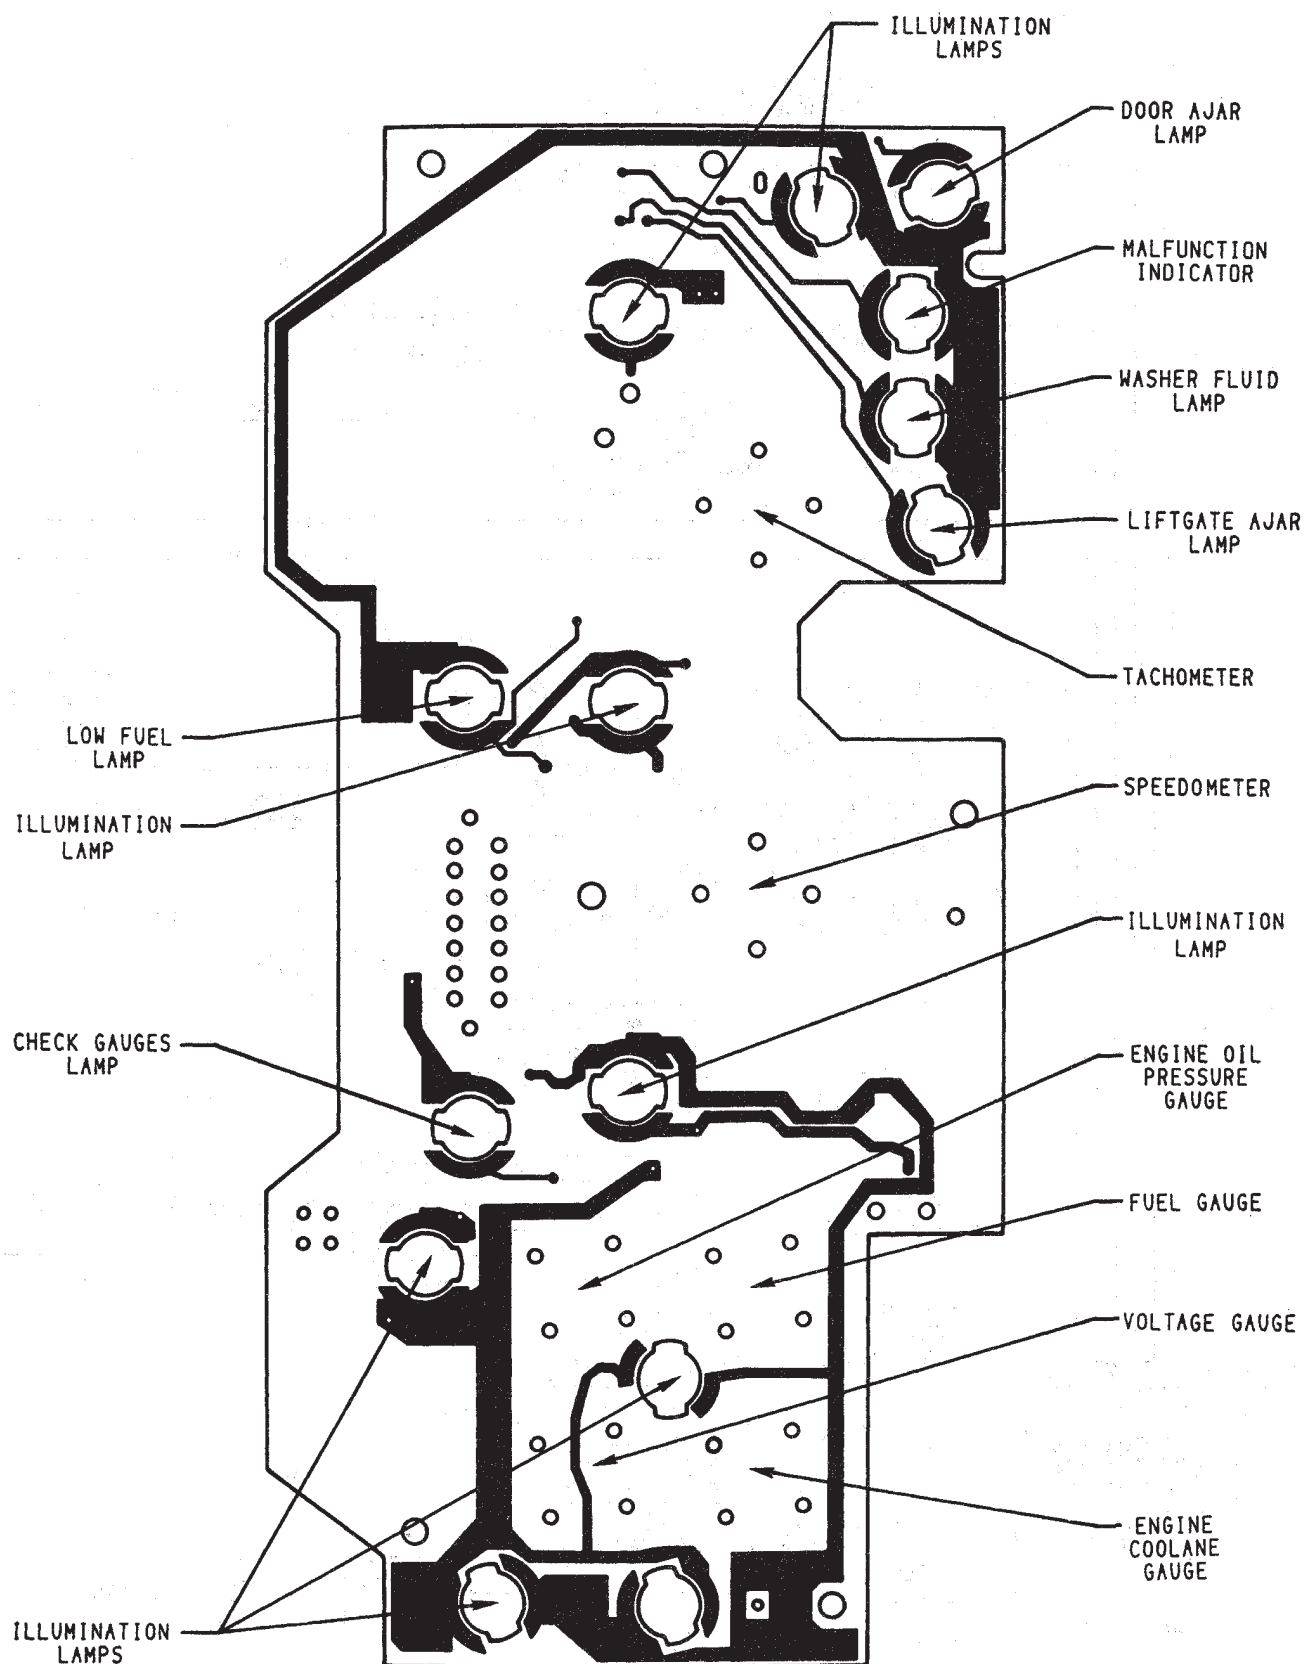 ILLUMINATION
LAMPS
DOOR AJAR
LAMP
MALFUNCTION
INDICATOR
WASHER FLUID
LAMP
LIFTGATE AJAR
LAMP
TACHOMETER
LOW FUEL
LAMP
SPEEDOMETER
ILLUMINATION
LAMP
ILLUMINATION
LAMP
CHECK GAUGES
LAMP
ENGINE OIL
PRESSURE
GAUGE
FUEL GAUGE
VOLTAGE GAUGE
ENGINE
COOLANE
GAUGE
ILLUMINATION
LAMPS